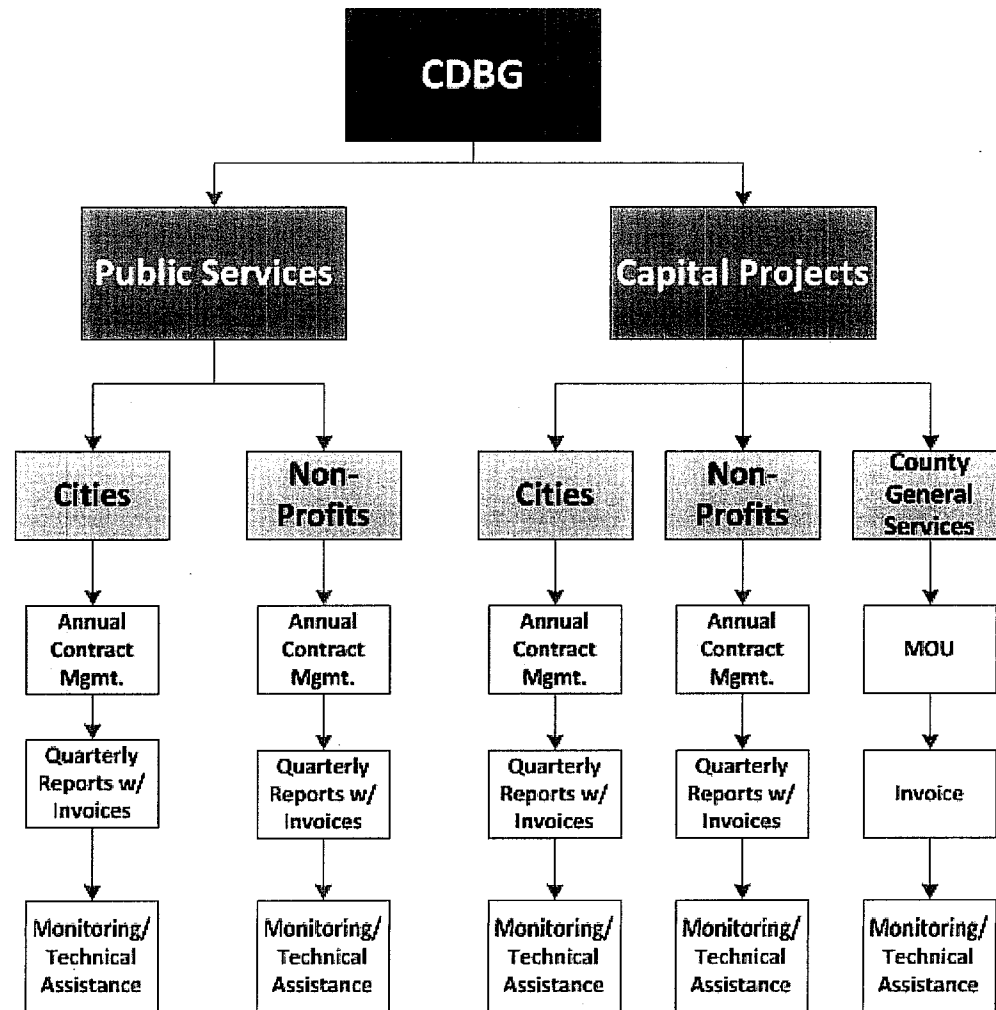 CDBG
Public Services
Capital Projects
Cities
Non-
Profits
Cities
Non-
Profits
County
General
Services
Annual
Contract
Mgmt.
Annual
Contract
Mgmt.
Annual
Contract
Mgmt.
Annual
Contract
Mgmt.
MOU
Quarterly
Reports w/
Invoices
Quarterly
Reports w/
Invoices
Quarterly
Reports w/
Invoices
Quarterly
Reports w/
Invoices
Invoice
Monitoring/
Technical
Assistance
Monitoring/
Technical
Assistance
Monitoring/
Technical
Assistance
Monitoring/
Technical
Assistance
Monitoring/
Technical
Assistance